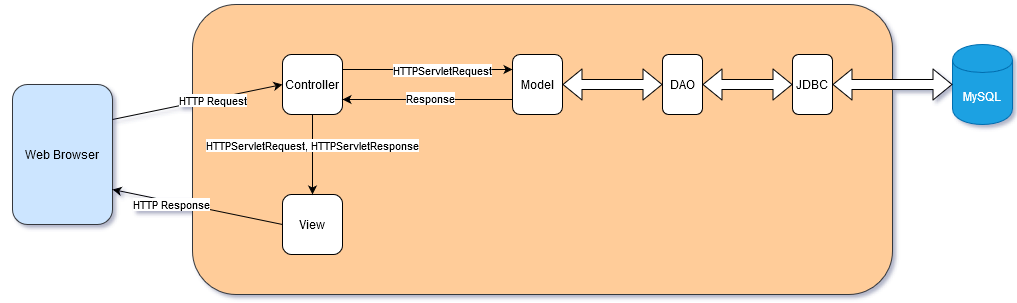 Controller
HTTPServletRequest
Model
DAO
JDBC
MySQL
HTTP Request
Response
Web Browser
HTTPServletRequest, HTTPServletResponse
HTTP Response
View